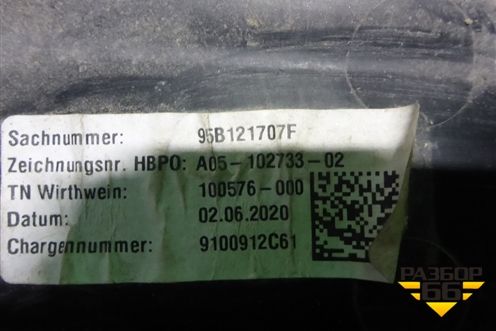 Sachnummer: 95B121707F
Zeichnungsnr. HBPO: A05-102733-02
TN Wirthwein: 100576-000
Datum: 02.06.2020
Chargennummer: 9100912C61
РАЗБОР
66